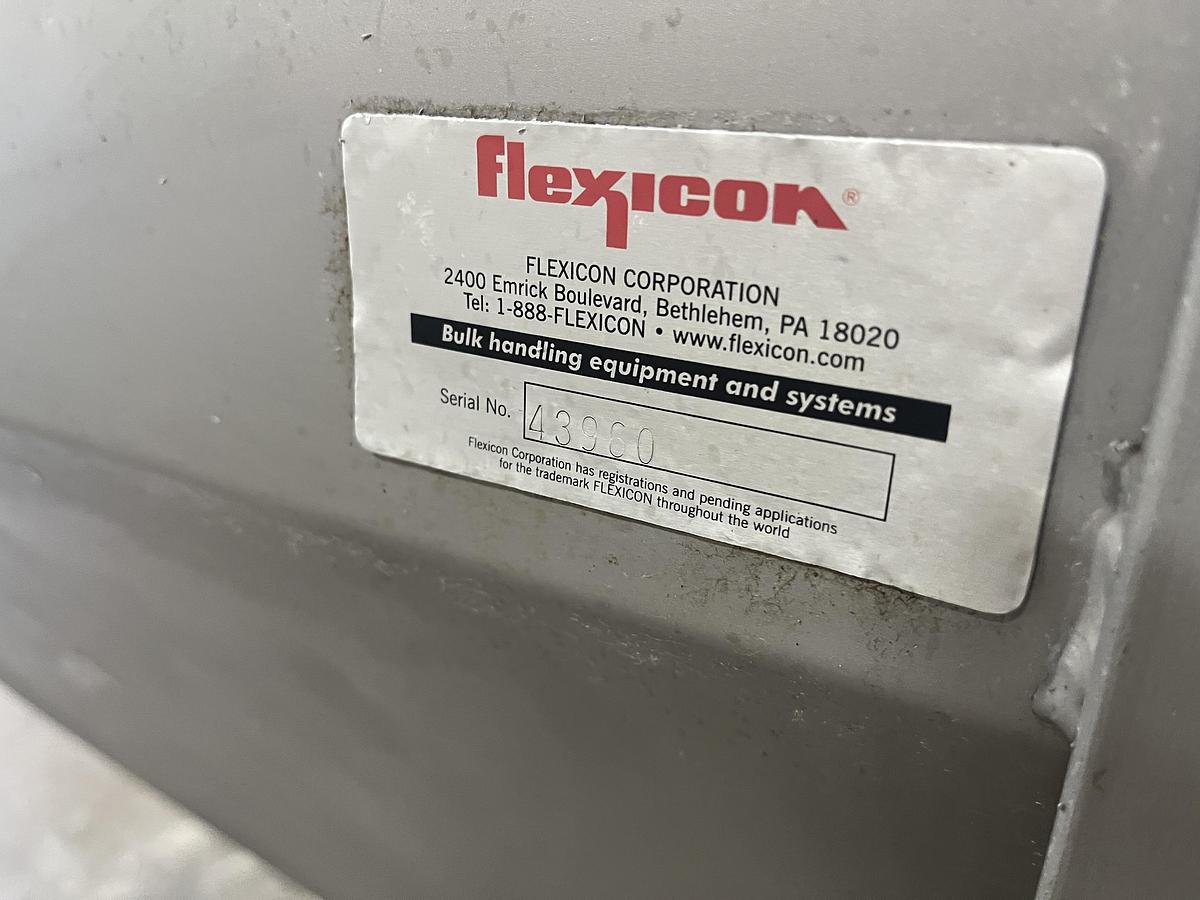 flexicon®
FLEXICON CORPORATION
2400 Emrick Boulevard, Bethlehem, PA 18020
Tel: 1-888-FLEXICON • www.flexicon.com
Bulk handling equipment and systems
Serial No. 43960
Flexicon Corporation has registrations and pending applications
for the trademark FLEXICON throughout the world